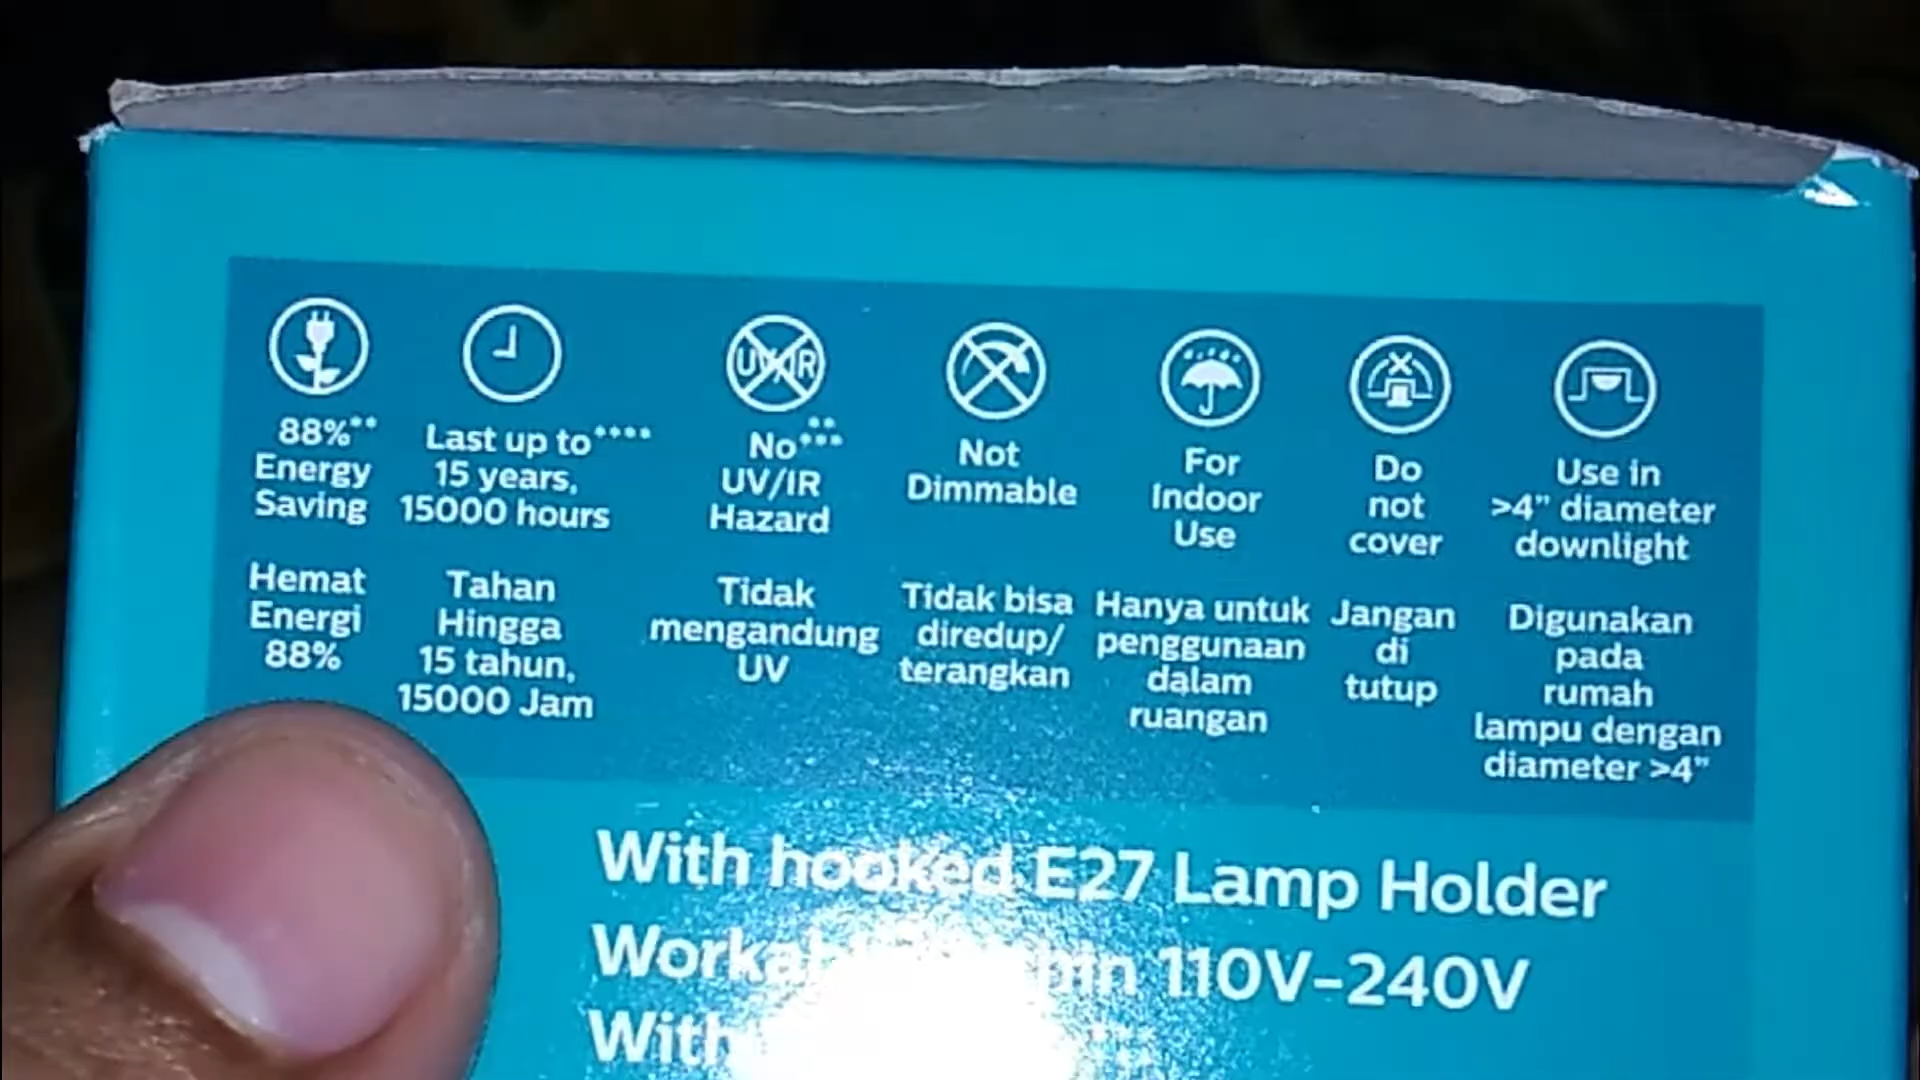 88%**
Energy
Saving
Last up to****
15 years,
15000 hours
No*****
UV/IR
Hazard
Not
Dimmable
For
Indoor
Use
Do
not
cover
Use in
>4" diameter
downlight
Hemat
Energi
88%
Tahan
Hingga
15 tahun,
15000 Jam
Tidak
mengandung
UV
Tidak bisa
diredup/
terangkan
Hanya untuk
penggunaan
dalam
ruangan
Jangan
di
tutup
Digunakan
pada
rumah
lampu dengan
diameter >4"
UV/IR
With hooked E27 Lamp Holder
110V-240V
With